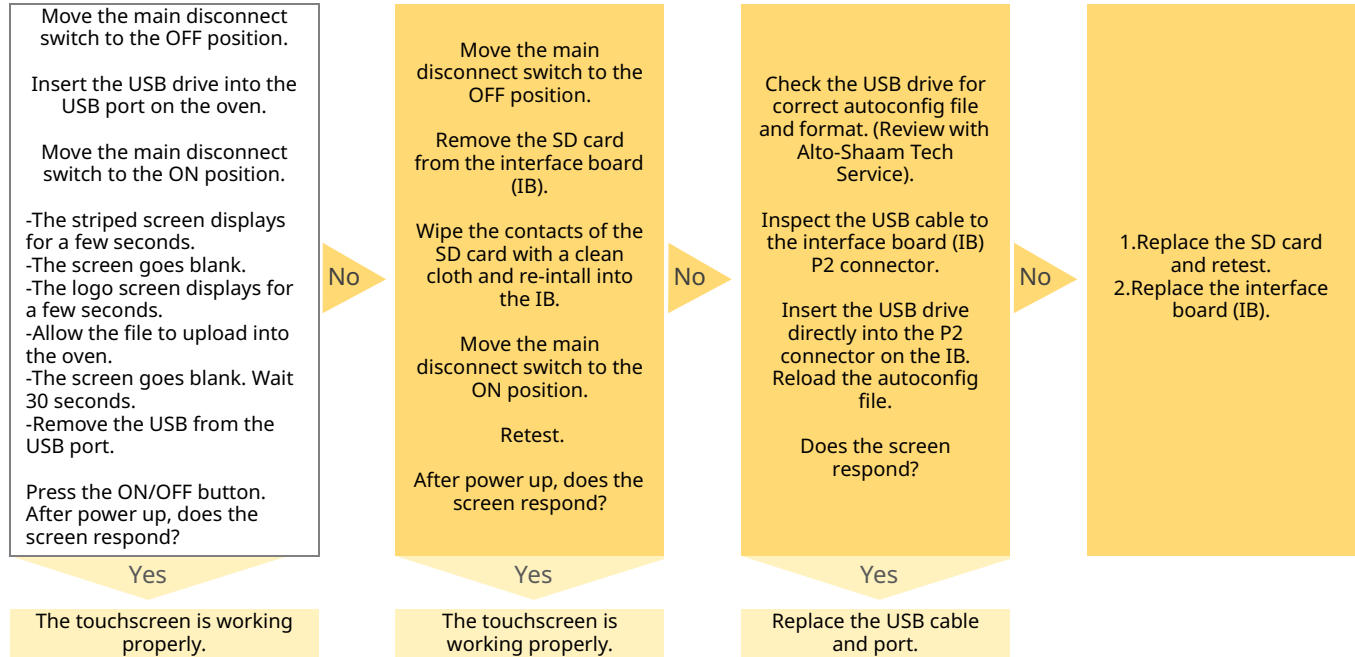 Move the main disconnect
switch to the OFF position.
Insert the USB drive into the
USB port on the oven.
Move the main disconnect
switch to the ON position.
-The striped screen displays
for a few seconds.
-The screen goes blank.
-The logo screen displays for
a few seconds.
-Allow the file to upload into
the oven.
-The screen goes blank. Wait
30 seconds.
-Remove the USB from the
USB port.
Press the ON/OFF button.
After power up, does the
screen respond?
Yes
The touchscreen is working
properly.
No
Move the main
disconnect switch to the
OFF position.
Remove the SD card
from the interface board
(IB).
Wipe the contacts of the
SD card with a clean
cloth and re-intall into
the IB.
Move the main
disconnect switch to the
ON position.
Retest.
After power up, does the
screen respond?
Yes
The touchscreen is
working properly.
No
Check the USB drive for
correct autoconfig file
and format. (Review with
Alto-Shaam Tech
Service).
Inspect the USB cable to
the interface board (IB)
P2 connector.
Insert the USB drive
directly into the P2
connector on the IB.
Reload the autoconfig
file.
Does the screen
respond?
Yes
Replace the USB cable
and port.
No
1.Replace the SD card
and retest.
2.Replace the interface
board (IB).